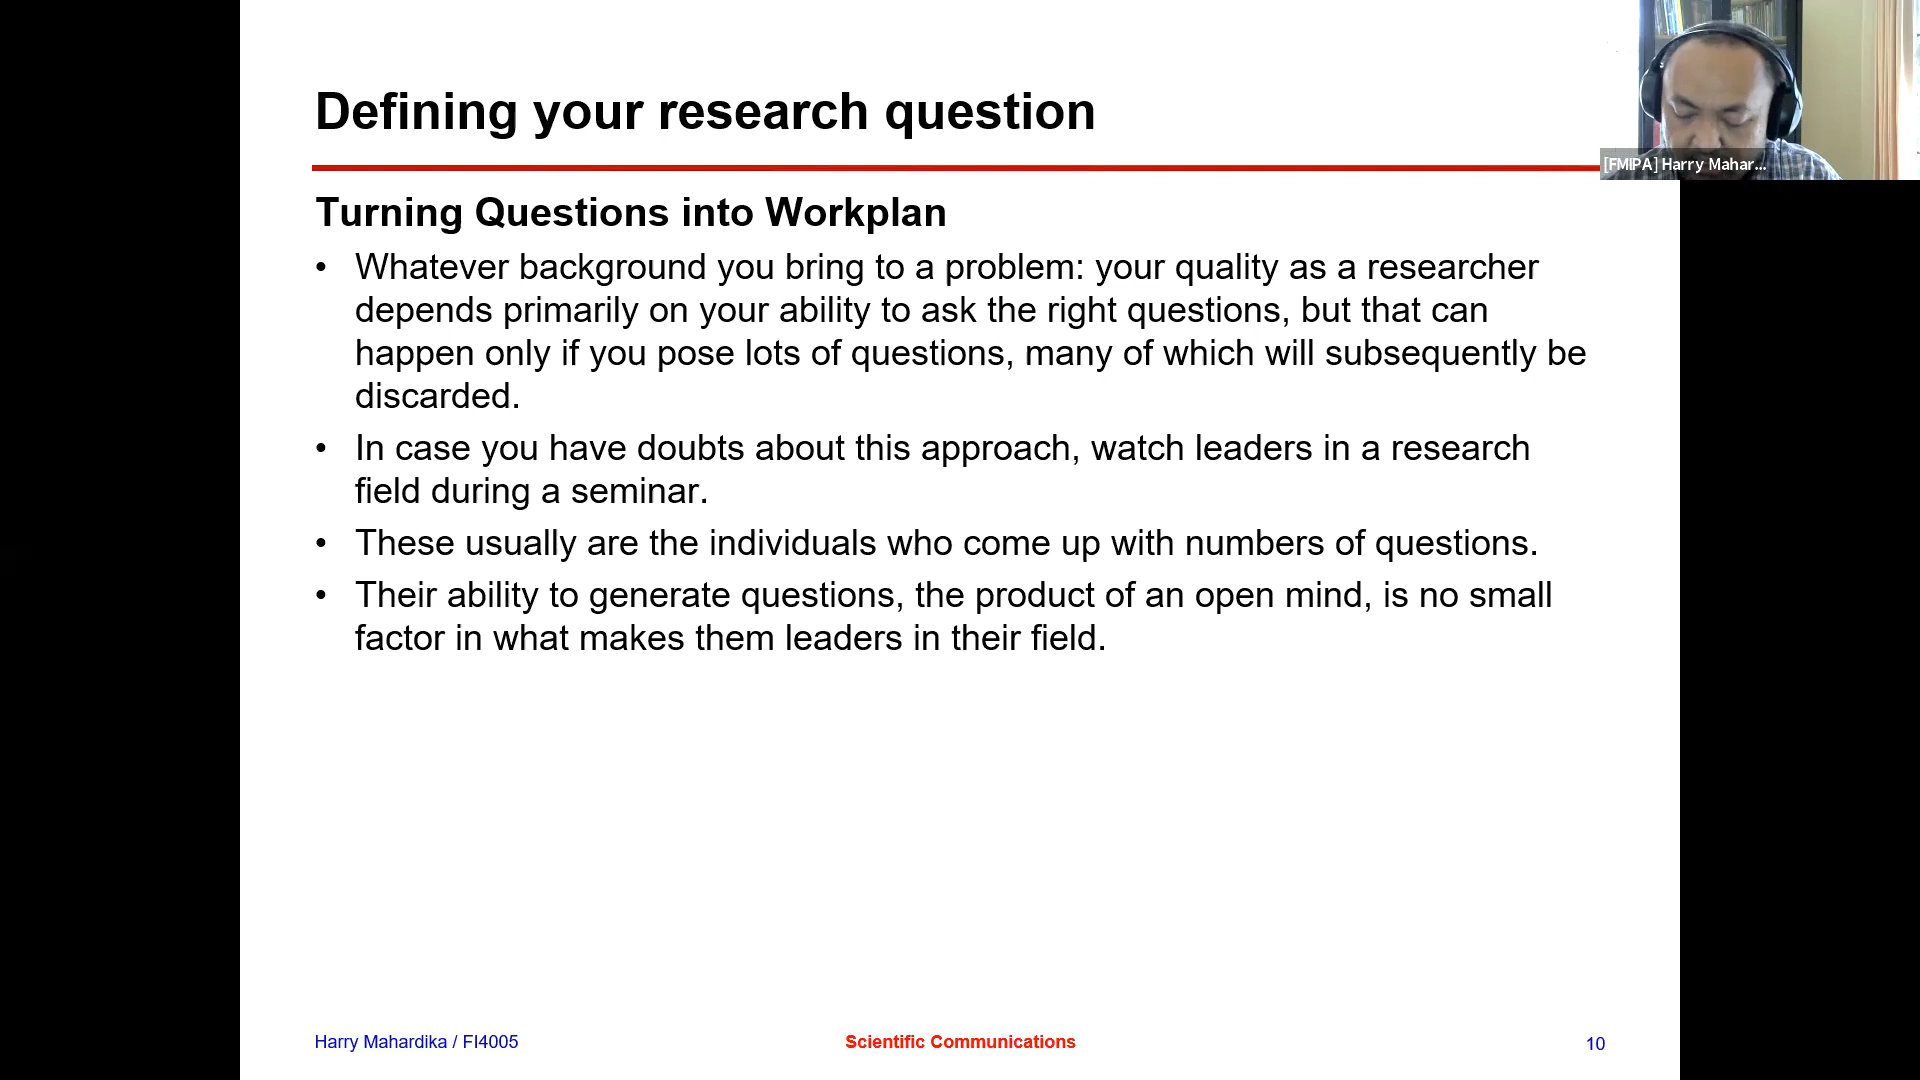 Defining your research question
[FMIPA] Harry Mahar...
Turning Questions into Workplan
• Whatever background you bring to a problem: your quality as a researcher
depends primarily on your ability to ask the right questions, but that can
happen only if you pose lots of questions, many of which will subsequently be
discarded.
• In case you have doubts about this approach, watch leaders in a research
field during a seminar.
• These usually are the individuals who come up with numbers of questions.
• Their ability to generate questions, the product of an open mind, is no small
factor in what makes them leaders in their field.
Harry Mahardika / FI4005
Scientific Communications
10